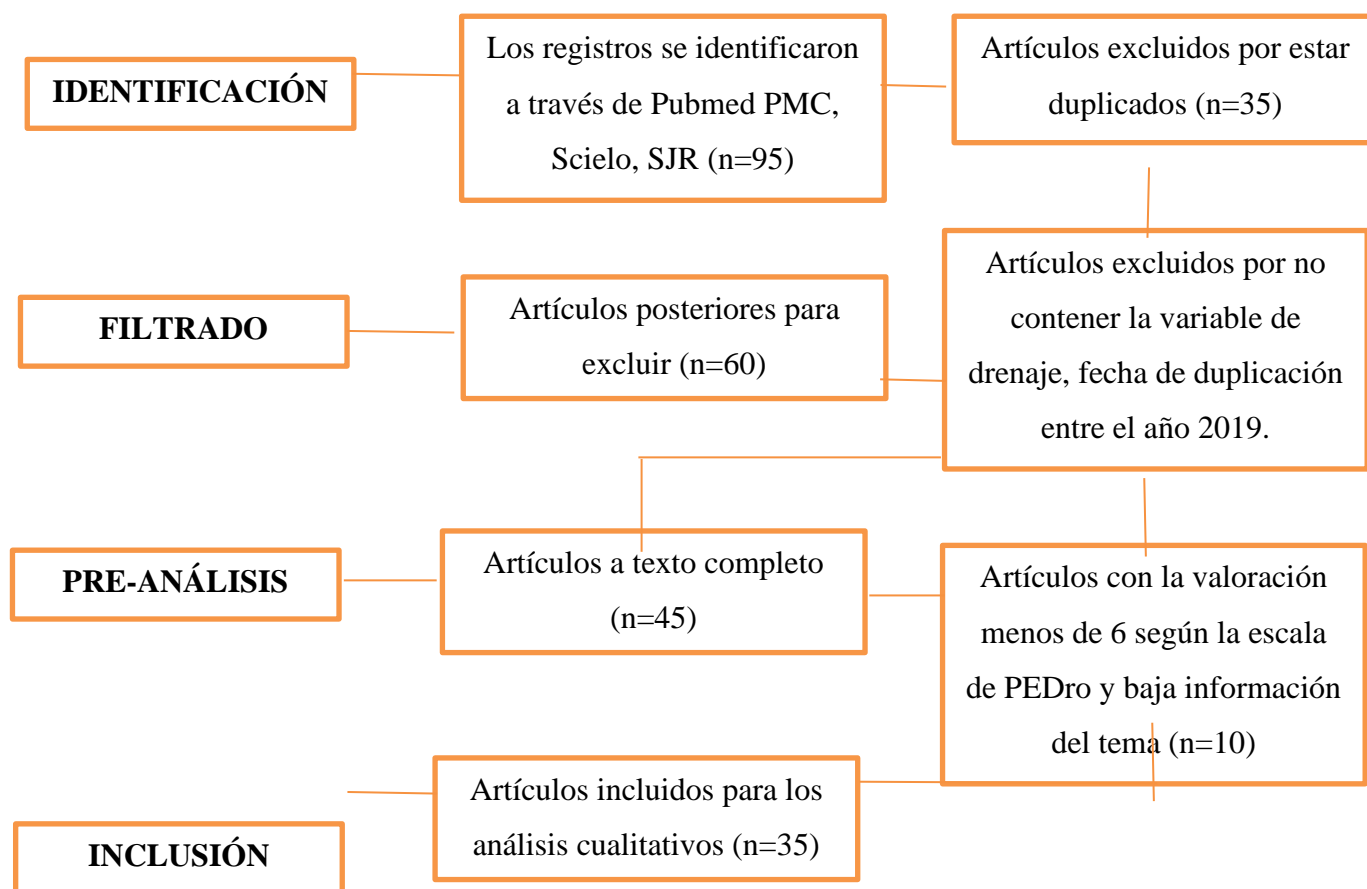 IDENTIFICACIÓN
Los registros se identificaron
a través de Pubmed PMC,
Scielo, SJR (n=95)
Artículos excluidos por estar
duplicados (n=35)
FILTRADO
Artículos posteriores para
excluir (n=60)
Artículos excluidos por no
contener la variable de
drenaje, fecha de duplicación
entre el año 2019.
PRE-ANÁLISIS
Artículos a texto completo
(n=45)
Artículos con la valoración
menos de 6 según la escala
de PEDro y baja información
del tema (n=10)
INCLUSIÓN
Artículos incluidos para los
análisis cualitativos (n=35)